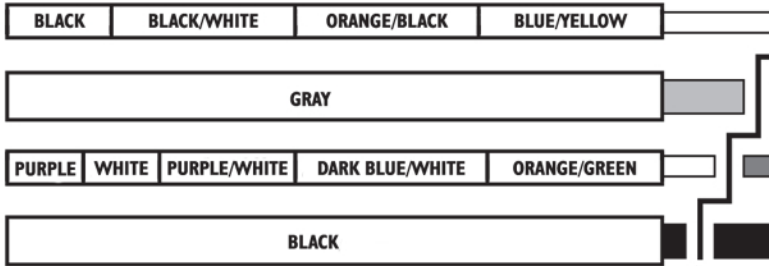 BLACK BLACK/WHITE ORANGE/BLACK BLUE/YELLOW
GRAY
PURPLE WHITE PURPLE/WHITE DARK BLUE/WHITE ORANGE/GREEN
BLACK